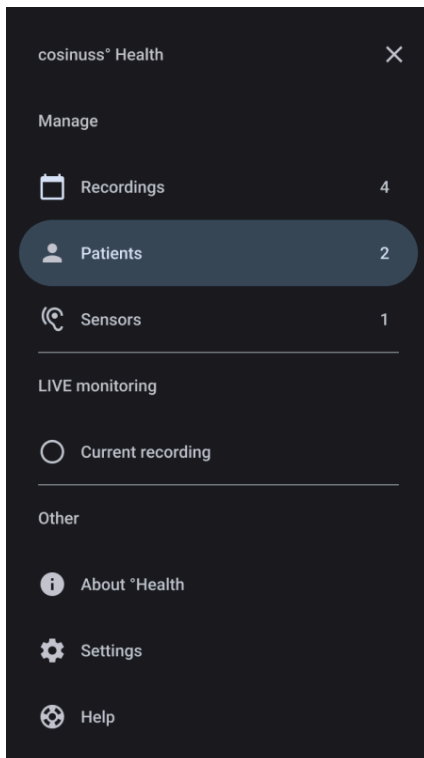 cosinuss° Health
Manage
Recordings 4
Patients 2
Sensors 1
LIVE monitoring
Current recording
Other
About °Health
Settings
Help